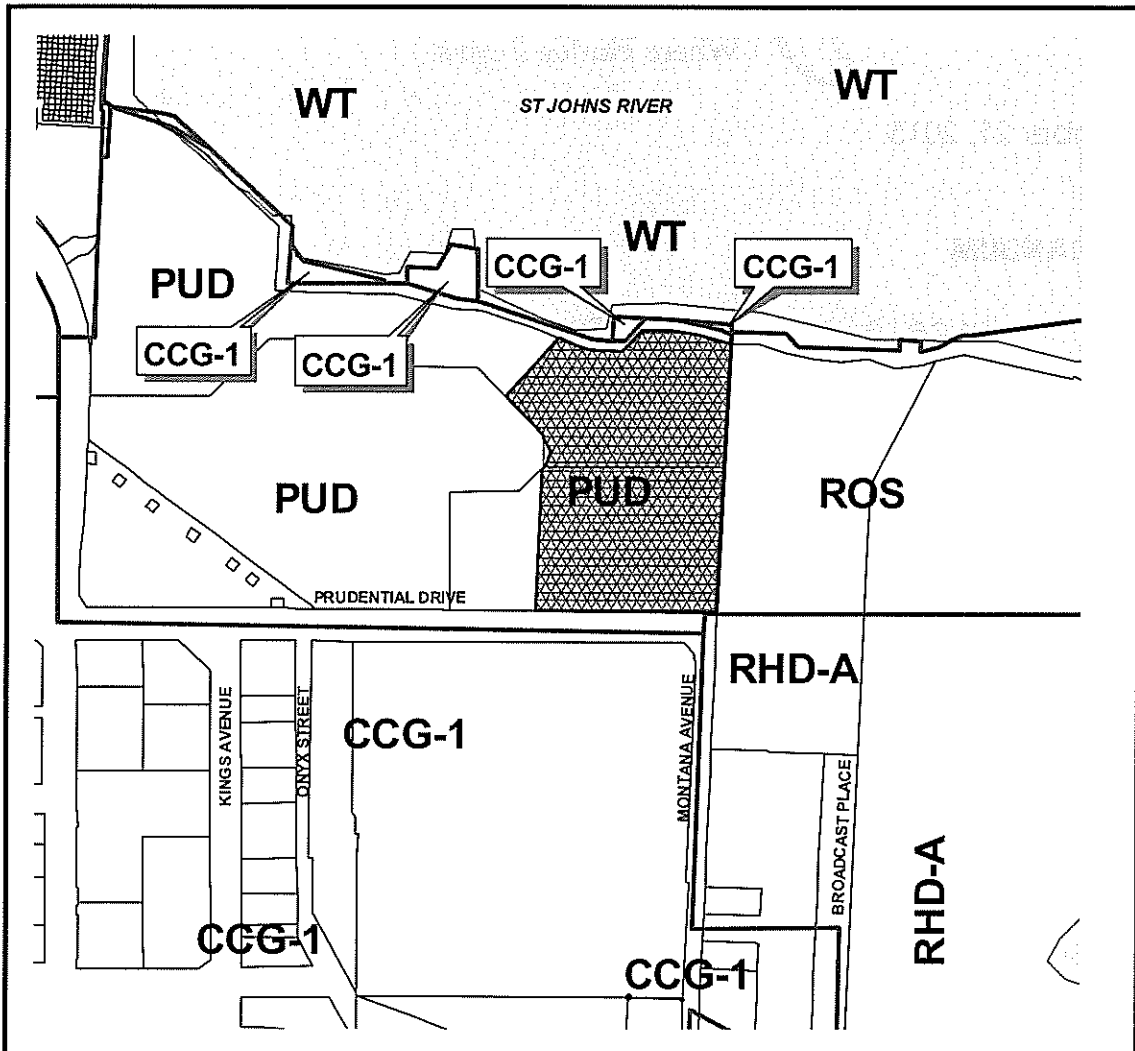 WT
ST JOHNS RIVER
WT
WT
CCG-1
CCG-1
PUD
CCG-1
CCG-1
PUD
PUD
ROS
PRUDENTIAL DRIVE
RHD-A
KINGS AVENUE
ONYX STREET
CCG-1
MONTANA AVENUE
BROADCAST PLACE
RHD-A
CCG-1
CCG-1